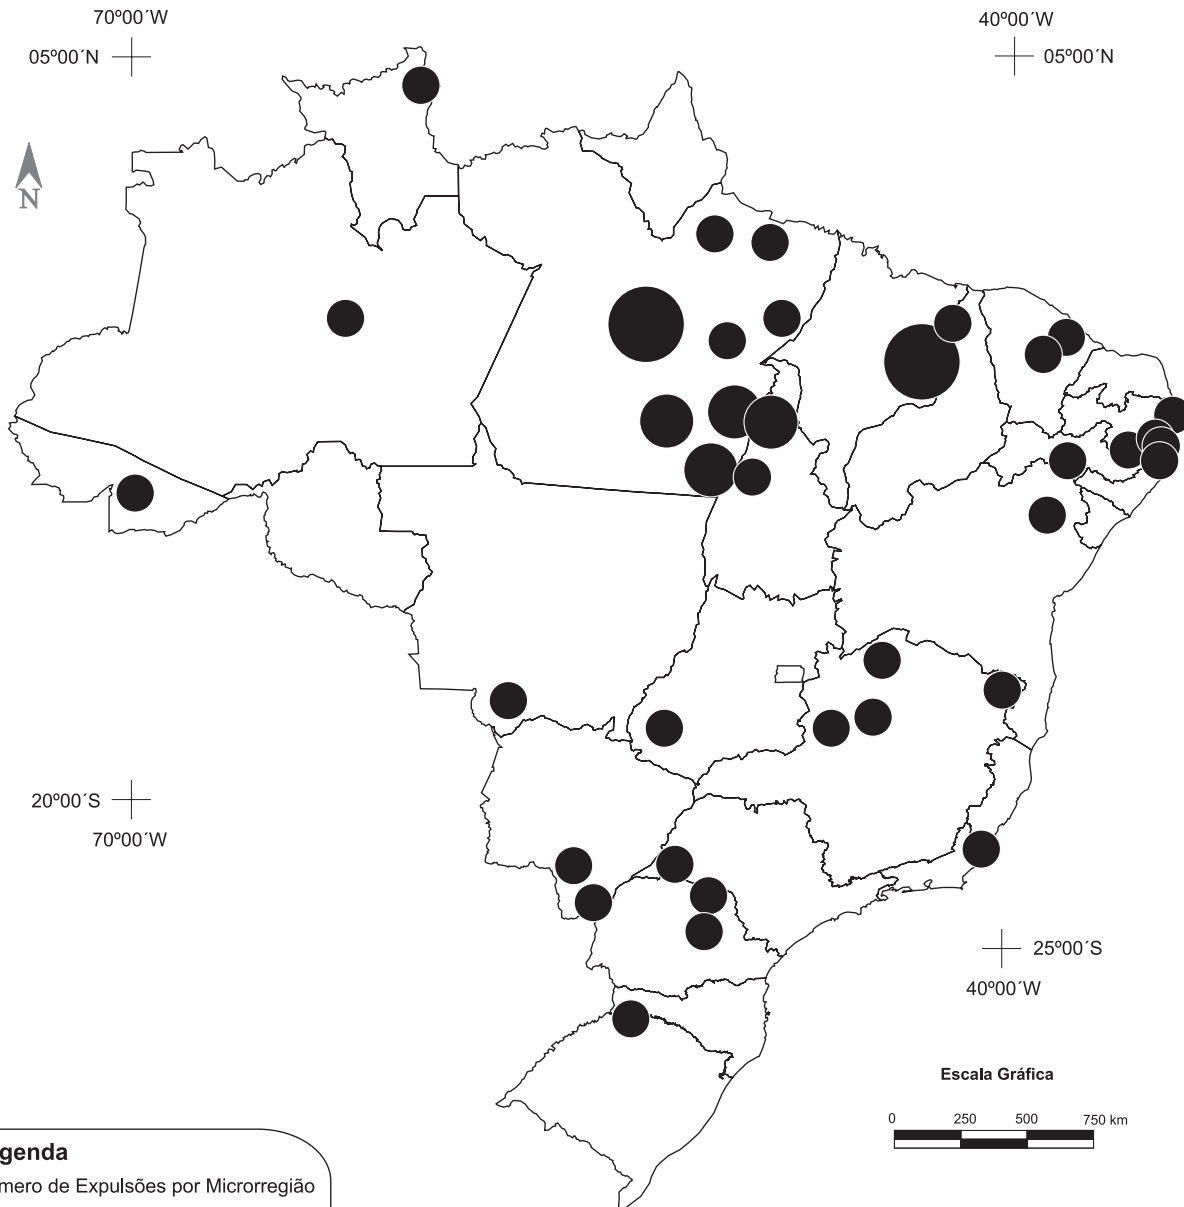 70º00´W
40º00´W
05º00´N
05º00´N
N
20º00´S
70º00´W
25º00´S
40º00´W
Escala Gráfica
0 250 500 750 km
genda
mero de Expulsões por Microrregião